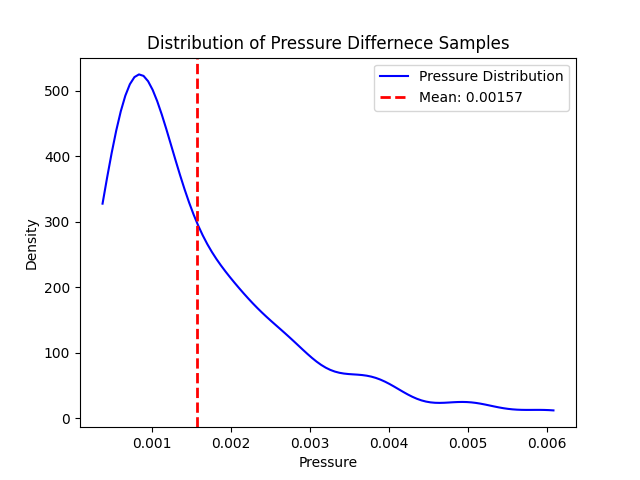 Distribution of Pressure Differnece Samples
Pressure Distribution
Mean: 0.00157
Density
500
400
300
200
100
0
0.001 0.002 0.003 0.004 0.005 0.006
Pressure